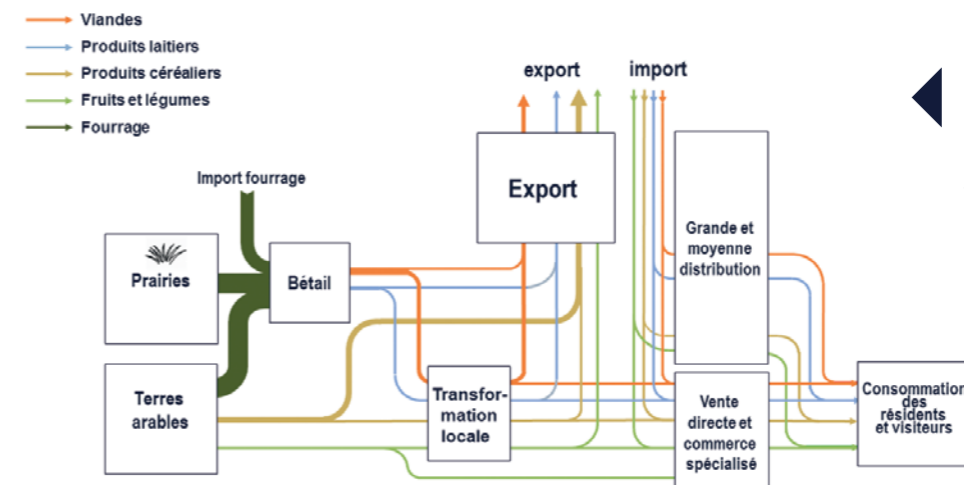 Viandes
Produits laitiers
Produits céréaliers
Fruits et légumes
Fourrage
export
import
Import fourrage
Export
Prairies
Bétail
Grande et
moyenne
distribution
Terres
arables
Transfor-
mation
locale
Vente
directe et
commerce
spécialisé
Consommation
des
résidents
et visiteurs